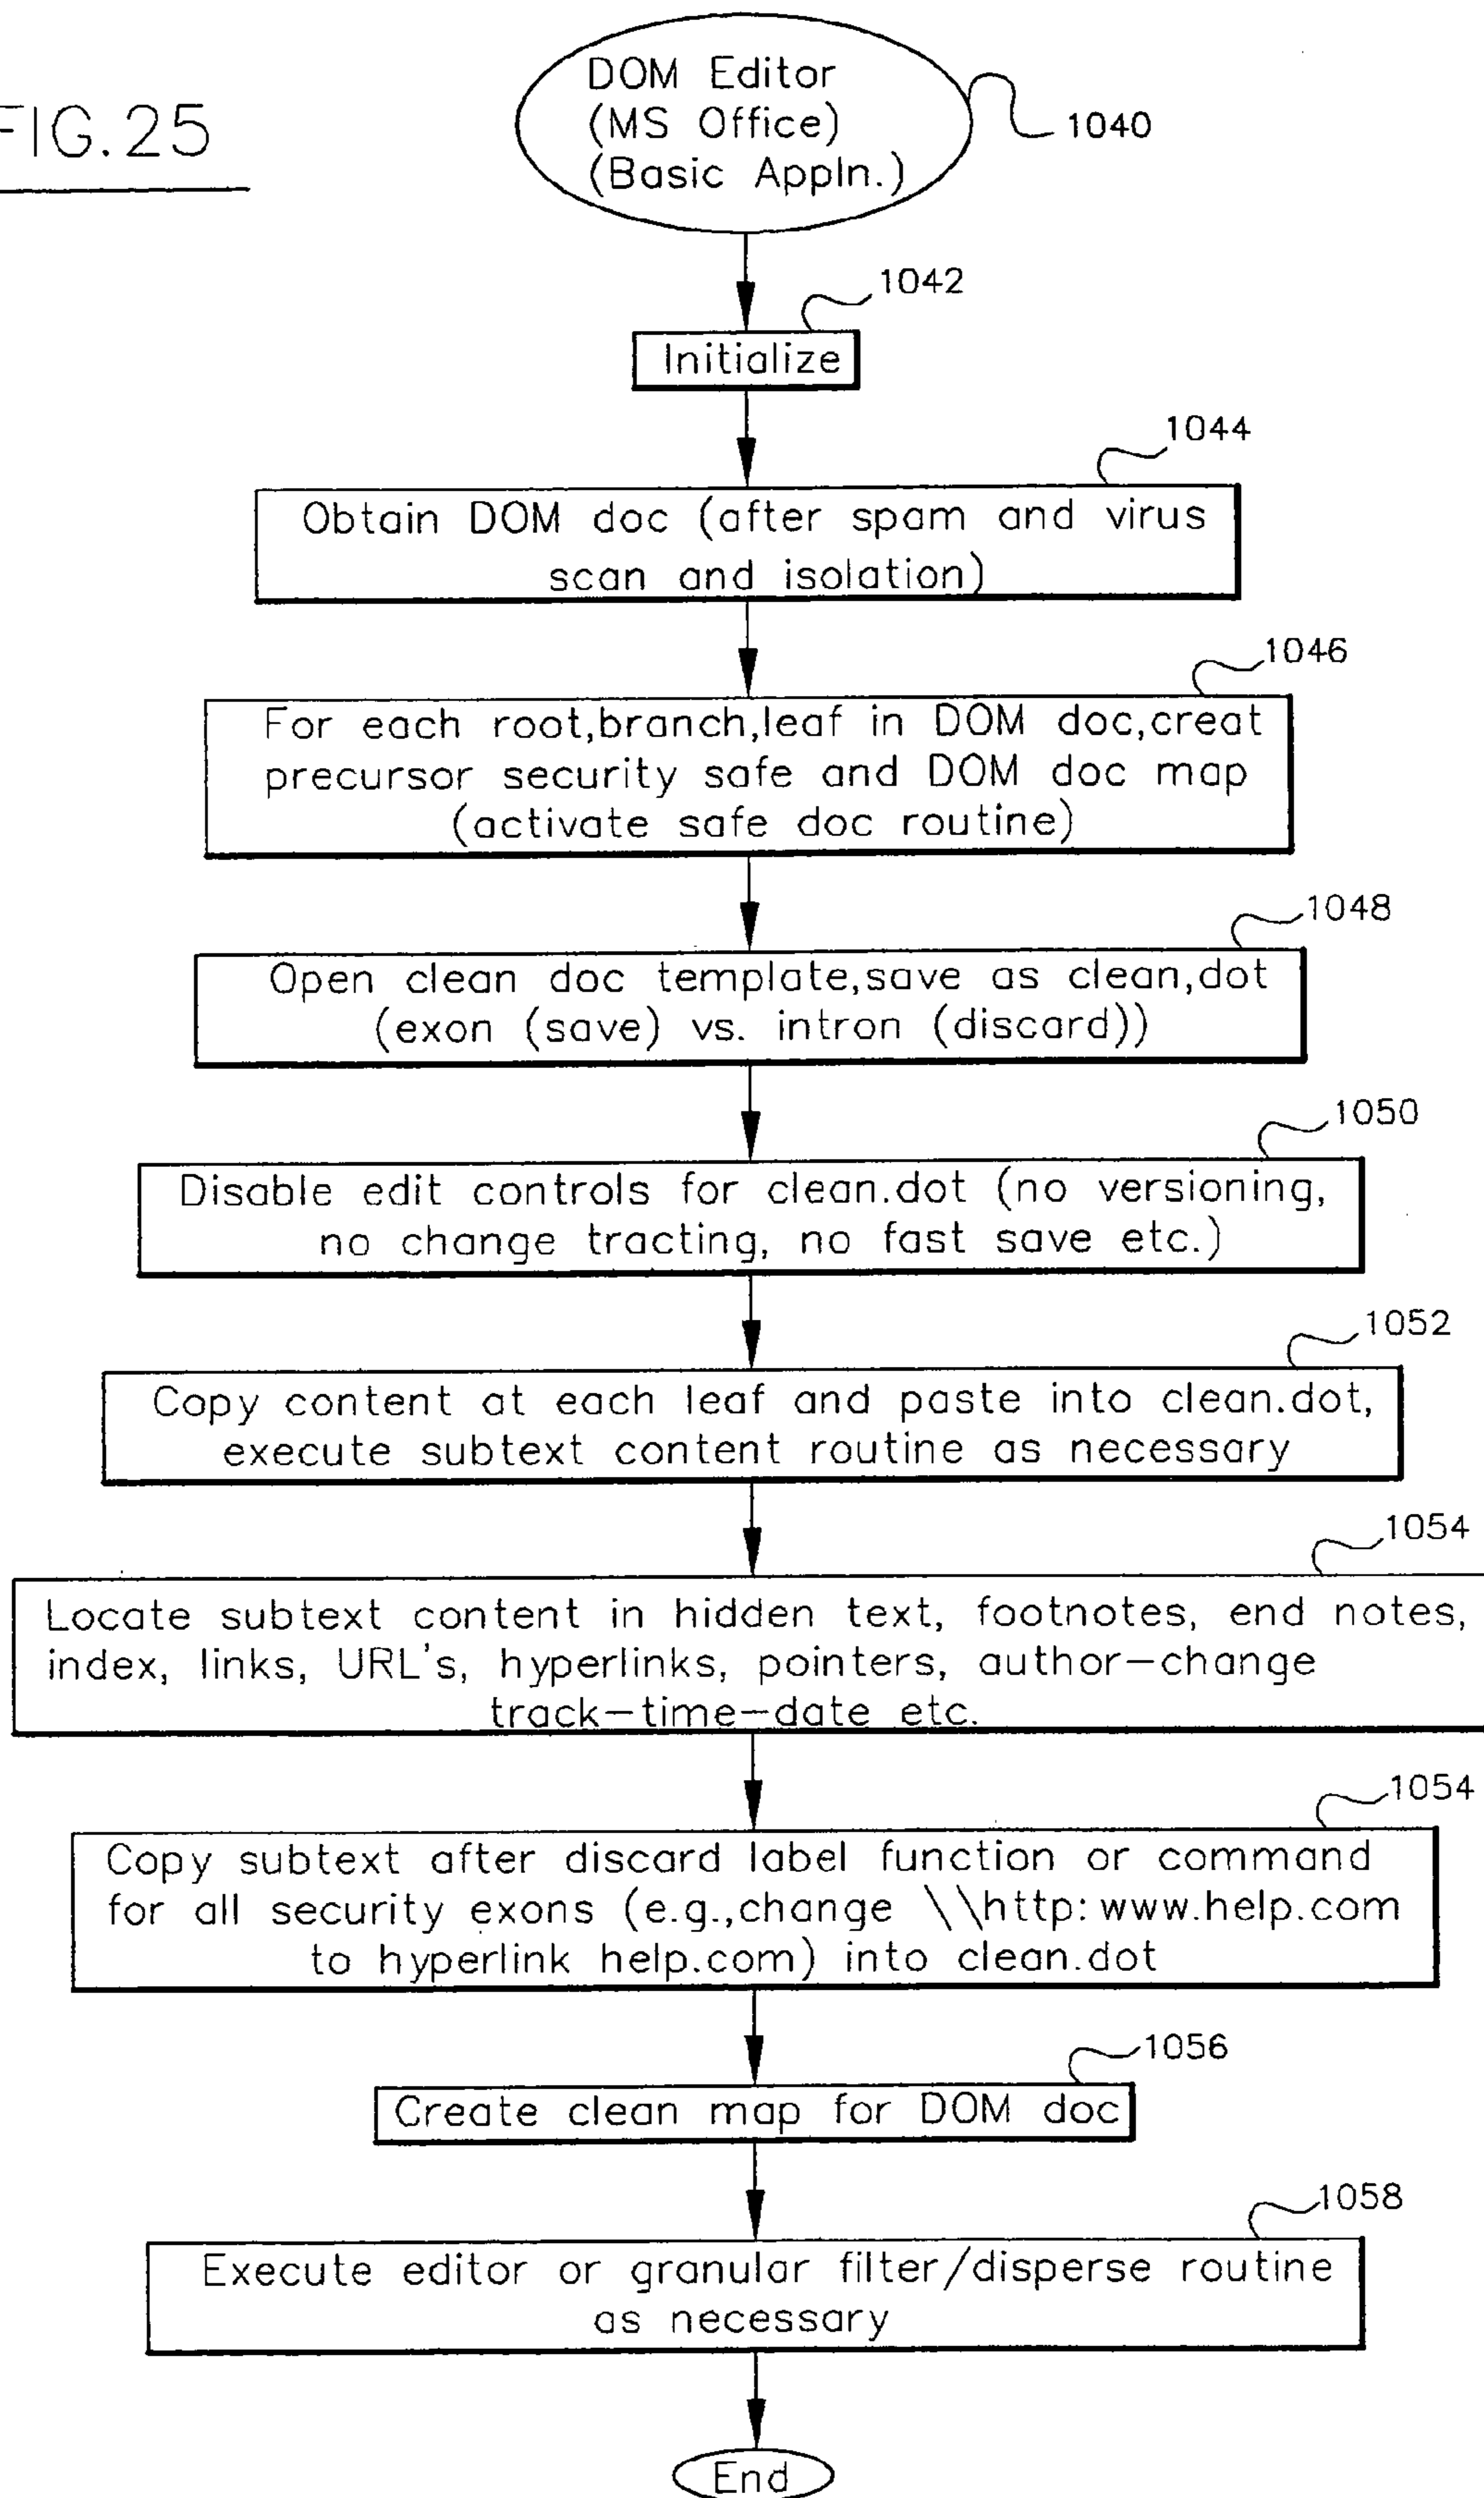 FIG.25
DOM Editor
(MS Office)
(Basic Appln.)
1040
1042
Initialize
1044
Obtain DOM doc (after spam and virus
scan and isolation)
1046
For each root,branch,leaf in DOM doc,creat
precursor security safe and DOM doc map
(activate safe doc routine)
1048
Open clean doc template,save as clean,dot
(exon (save) vs. intron (discard))
1050
Disable edit controls for clean.dot (no versioning,
no change tracting, no fast save etc.)
1052
Copy content at each leaf and paste into clean.dot,
execute subtext content routine as necessary
1054
Locate subtext content in hidden text, footnotes, end notes,
index, links, URL's, hyperlinks, pointers, author-change
track-time-date etc.
1054
Copy subtext after discard label function or command
for all security exons (e.g.,change \\http: www.help.com
to hyperlink help.com) into clean.dot
1056
Create clean map for DOM doc
1058
Execute editor or granular filter/disperse routine
as necessary
End